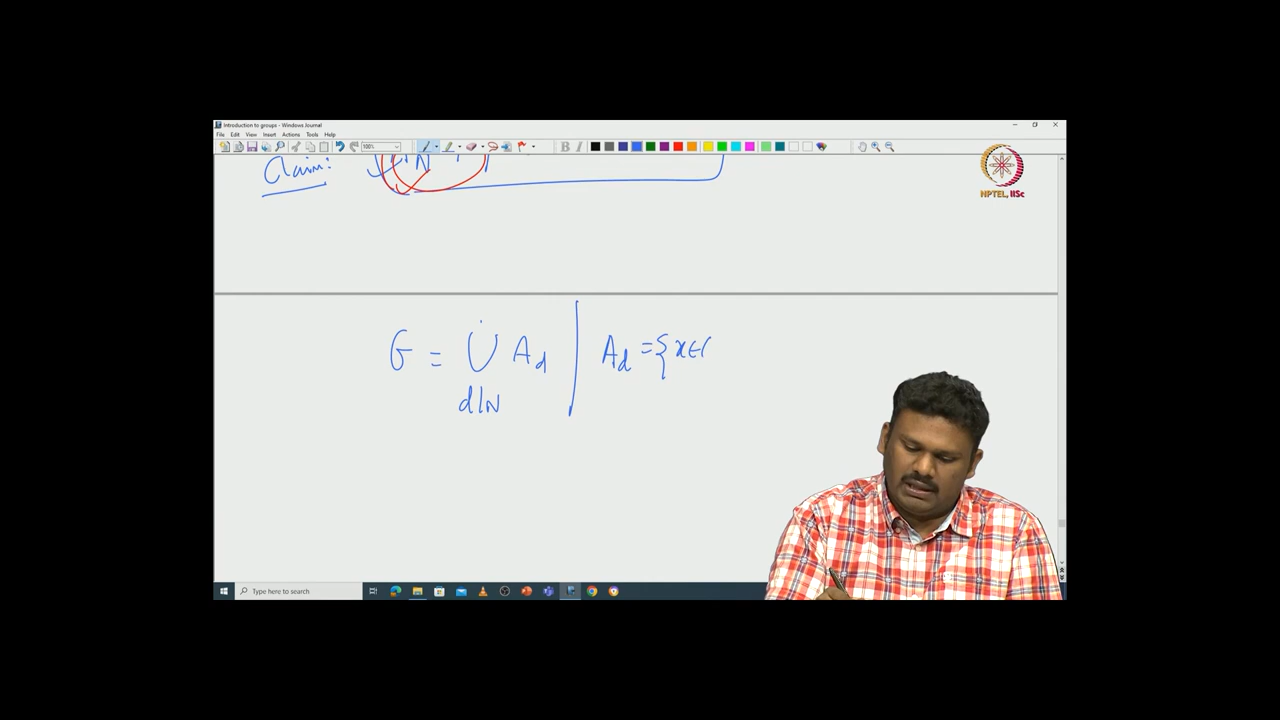 Introduction to groups - Windows Journal
File Edit View Insert Actions Tools Help
100%
B I
Claim:
NPTEL, IISc
G = ⋃̇ A_d | A_d = { x ∈
d|N
Type here to search